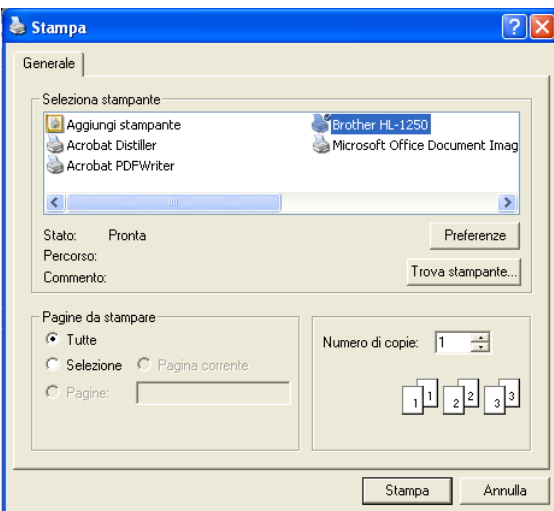 Stampa
Generale
Seleziona stampante
Aggiungi stampante
Brother HL-1250
Acrobat Distiller
Microsoft Office Document Imag
Acrobat PDFWriter
Stato: Pronta
Preferenze
Percorso:
Commento:
Trova stampante...
Pagine da stampare
Tutte
Numero di copie: 1
Selezione Pagina corrente
Pagine:
1 1 2 2 3 3
Stampa Annulla